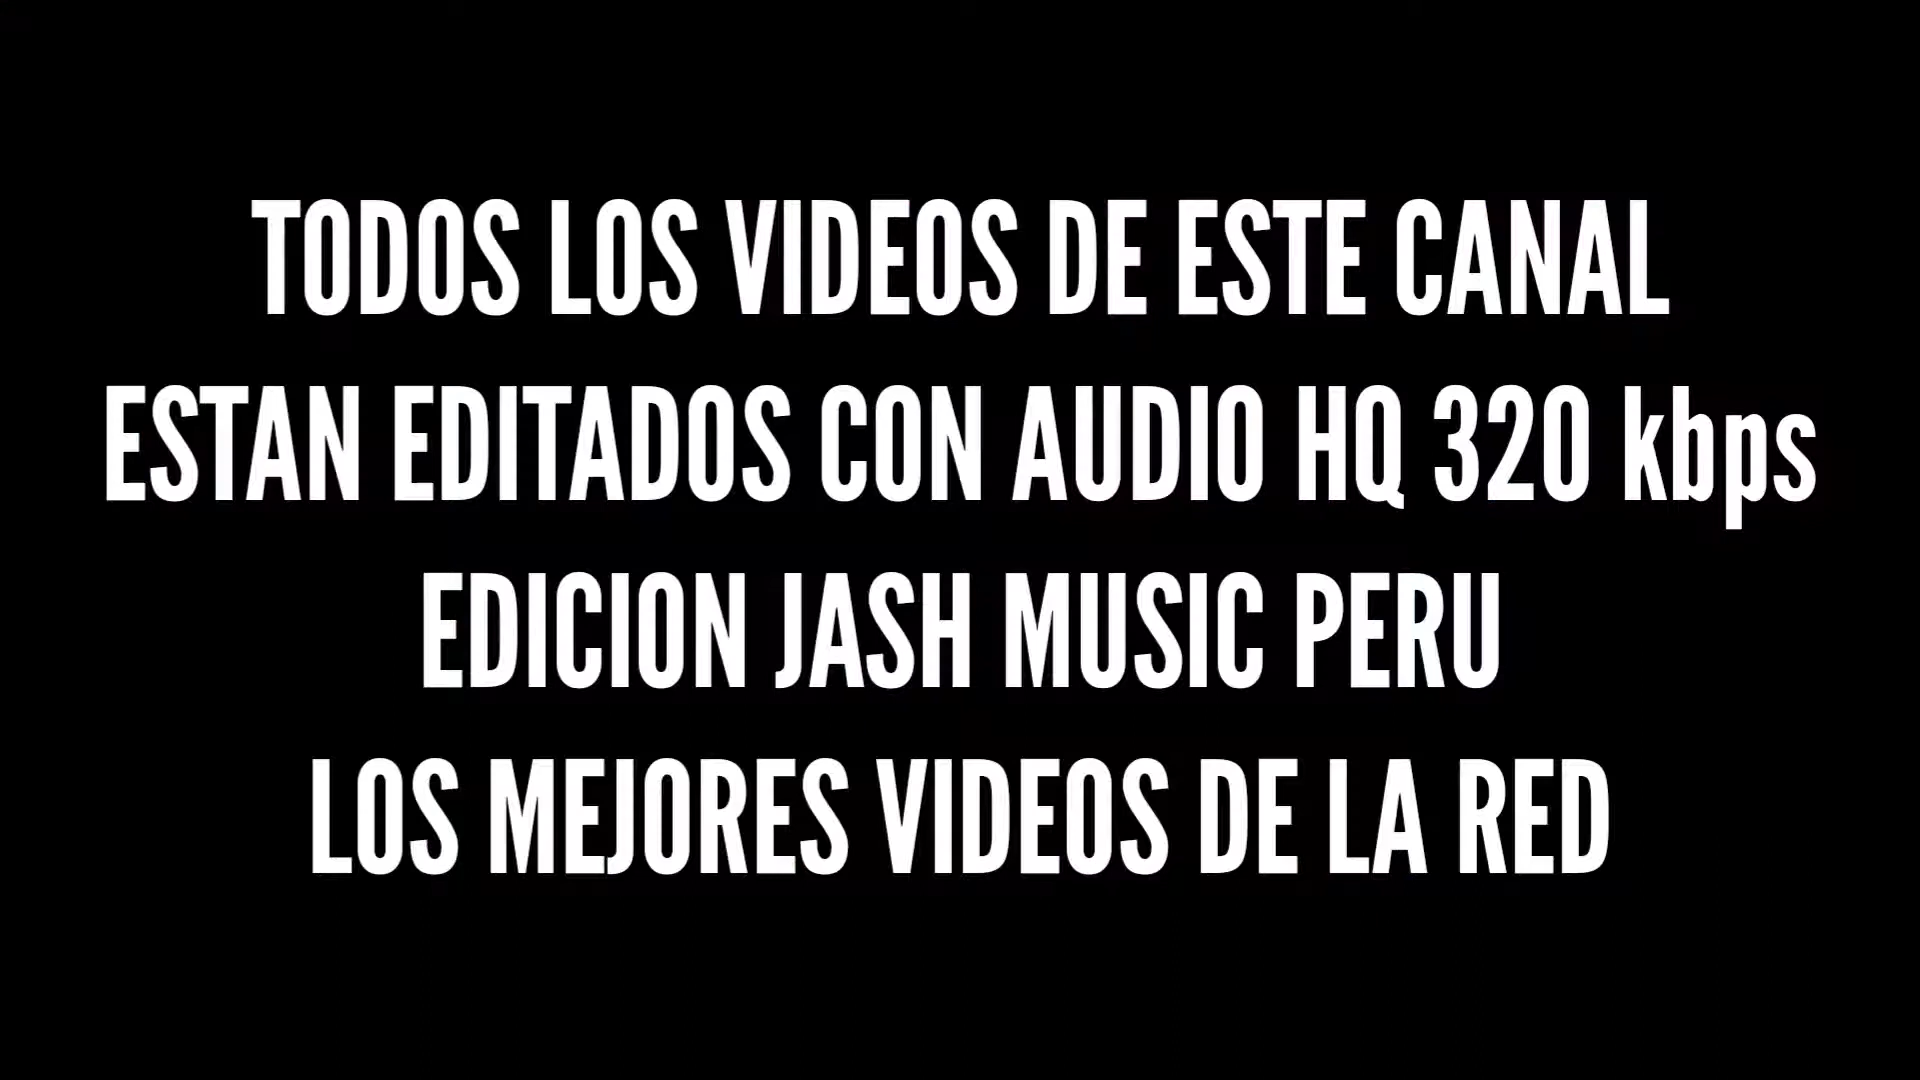 TODOS LOS VIDEOS DE ESTE CANAL
ESTAN EDITADOS CON AUDIO HQ 320 kbps
EDICION JASH MUSIC PERU
LOS MEJORES VIDEOS DE LA RED